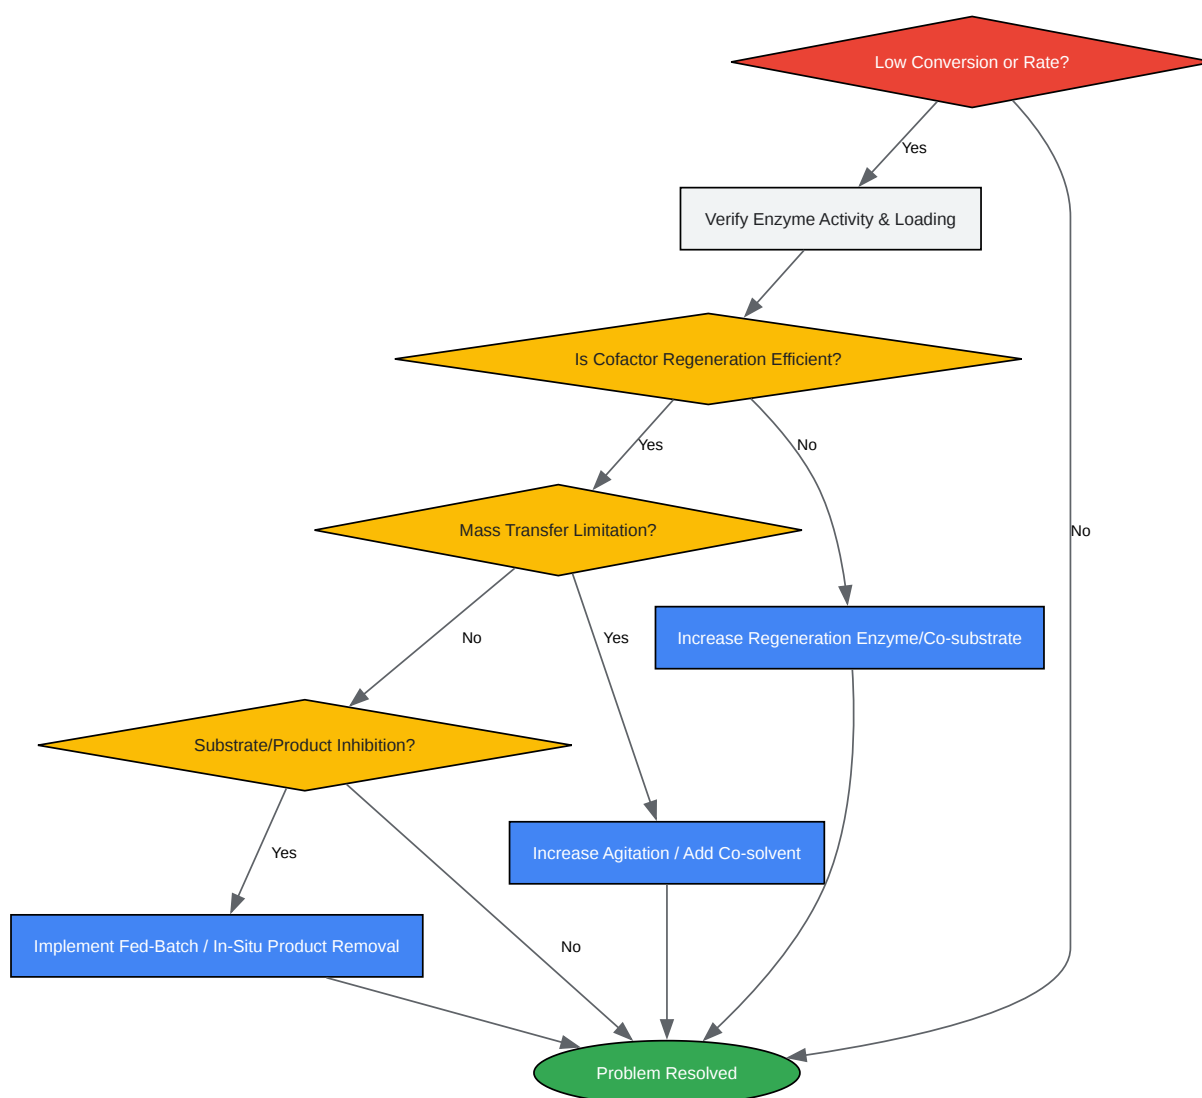 Low Conversion or Rate?
Yes
Verify Enzyme Activity & Loading
Is Cofactor Regeneration Efficient?
Yes
No
Mass Transfer Limitation?
No
No
Yes
Increase Regeneration Enzyme/Co-substrate
Substrate/Product Inhibition?
Yes
Increase Agitation / Add Co-solvent
Implement Fed-Batch / In-Situ Product Removal
No
Problem Resolved